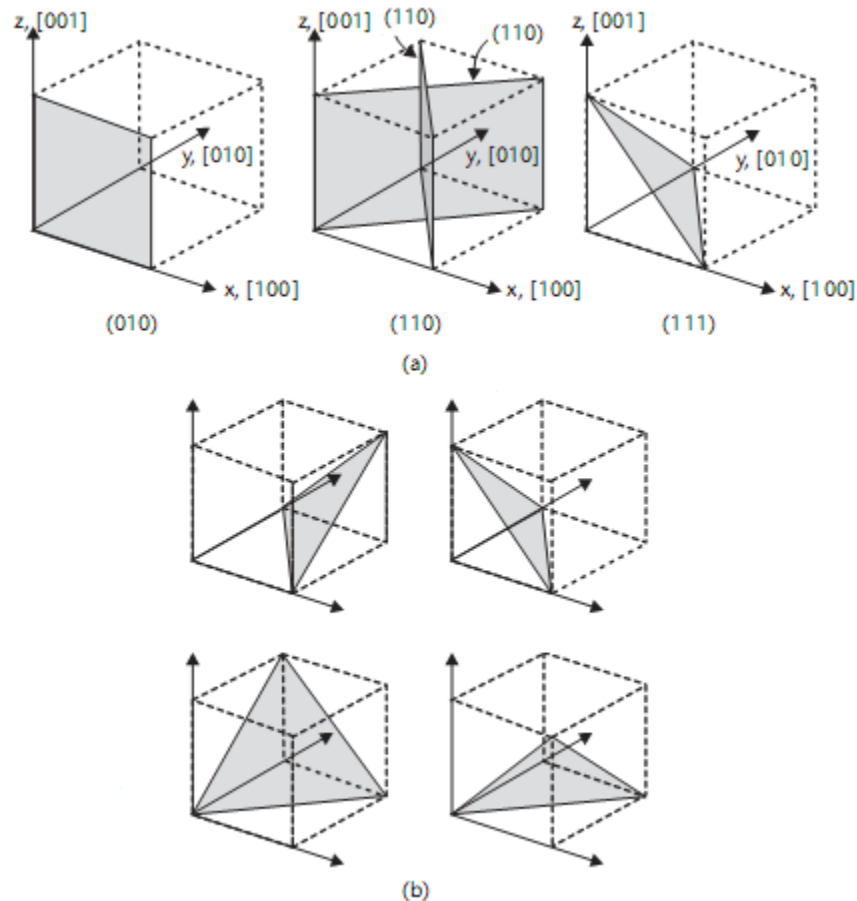 z, [001]
y, [010]
x, [100]
(010)
z, [001]
(110)
(110)
y, [010]
x, [100]
(110)
z, [001]
y, [010]
x, [100]
(111)
(a)
(b)